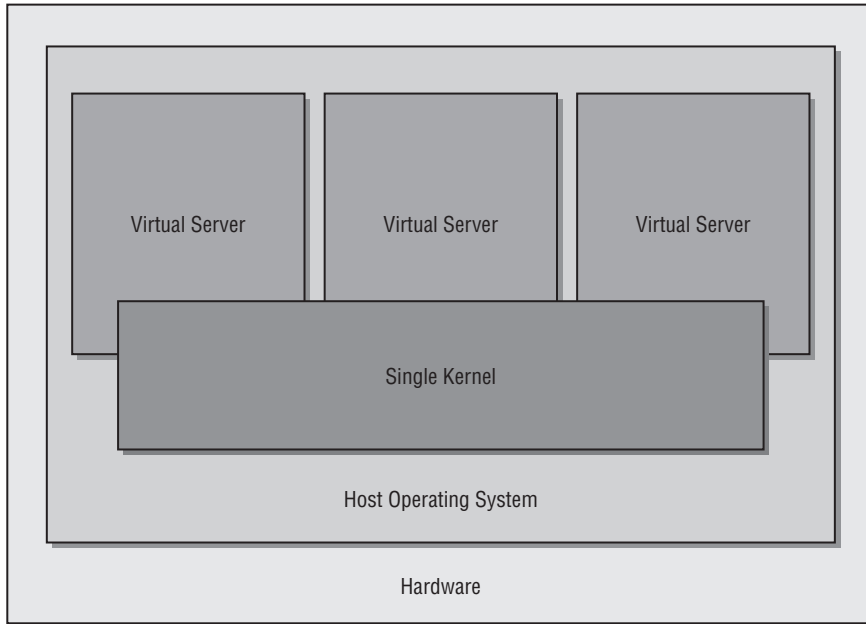 Virtual Server
Virtual Server
Virtual Server
Single Kernel
Host Operating System
Hardware